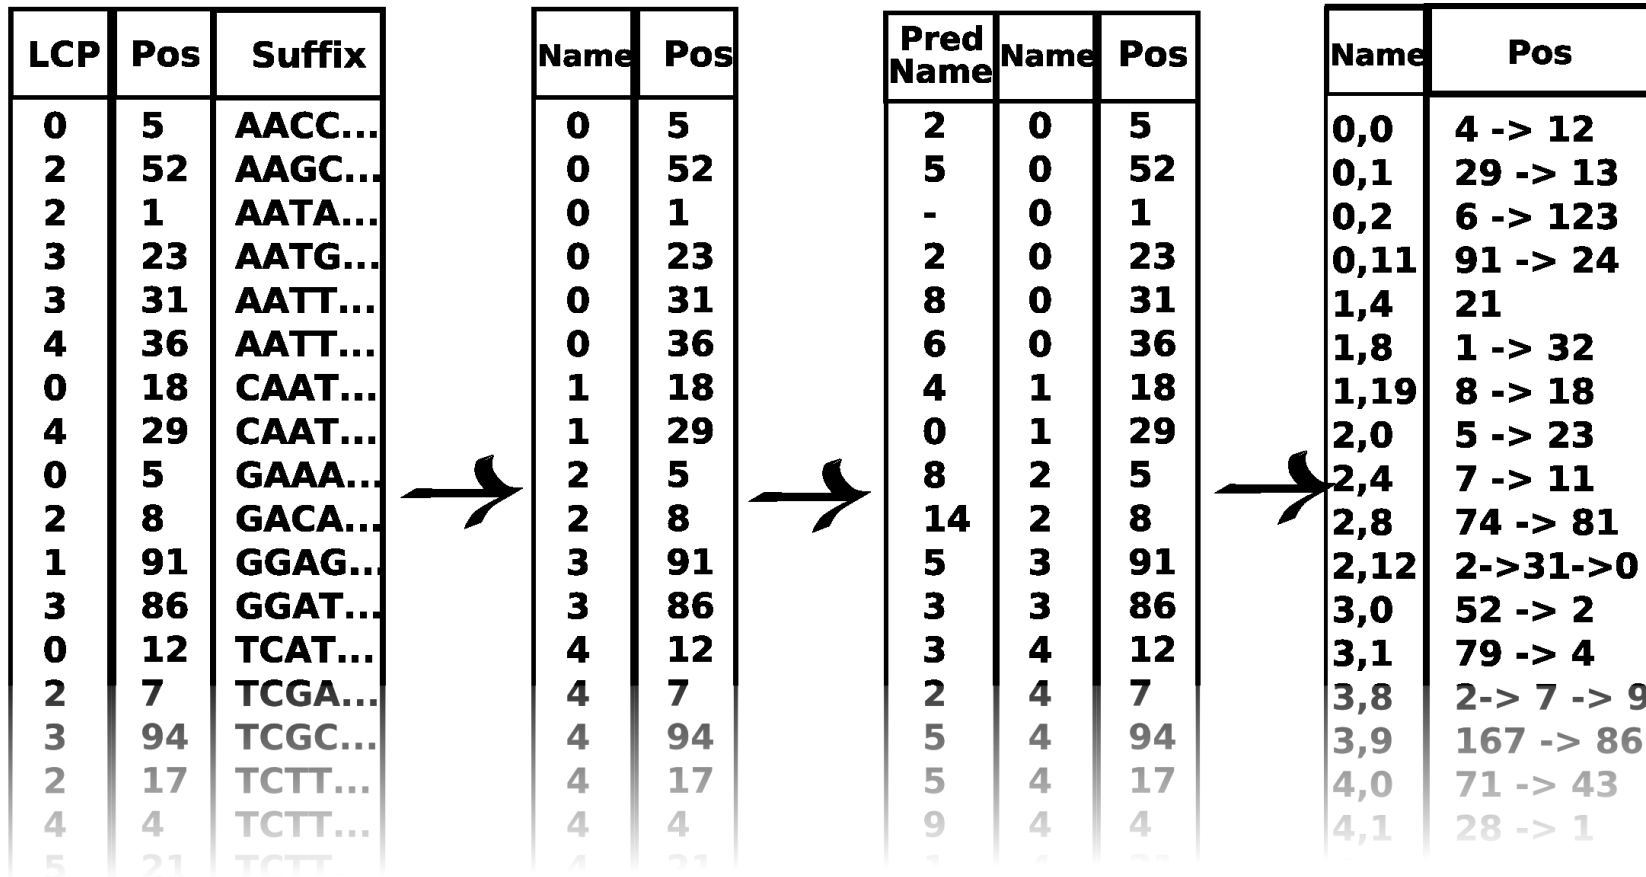 LCP Pos Suffix Name Pos Pred Name Name Pos Name Pos
0 5 AACC... 0 5 2 0 5 0,0 4 -> 12
2 52 AAGC... 0 52 5 0 52 0,1 29 -> 13
2 1 AATA... 0 1 - 0 1 0,2 6 -> 123
3 23 AATG... 0 23 2 0 23 0,11 91 -> 24
3 31 AATT... 0 31 8 0 31 1,4 21
4 36 AATT... 0 36 6 0 36 1,8 1 -> 32
0 18 CAAT... 1 18 4 1 18 1,19 8 -> 18
4 29 CAAT... 1 29 0 1 29 2,0 5 -> 23
0 5 GAAA... 2 5 8 2 5 2,4 7 -> 11
2 8 GACA... 2 8 14 2 8 2,8 74 -> 81
1 91 GGAG... 3 91 5 3 91 2,12 2->31->0
3 86 GGAT... 3 86 3 3 86 3,0 52 -> 2
0 12 TCAT... 4 12 3 4 12 3,1 79 -> 4
2 7 TCGA... 4 7 2 4 7 3,8 2-> 7 -> 9
3 94 TCGC... 4 94 5 4 94 3,9 167 -> 86
2 17 TCTT... 4 17 5 4 17 4,0 71 -> 43
4 4 TCTT... 4 4 9 4 4 4,1 28 -> 1
5 21 TCTT... 4 21 4 21